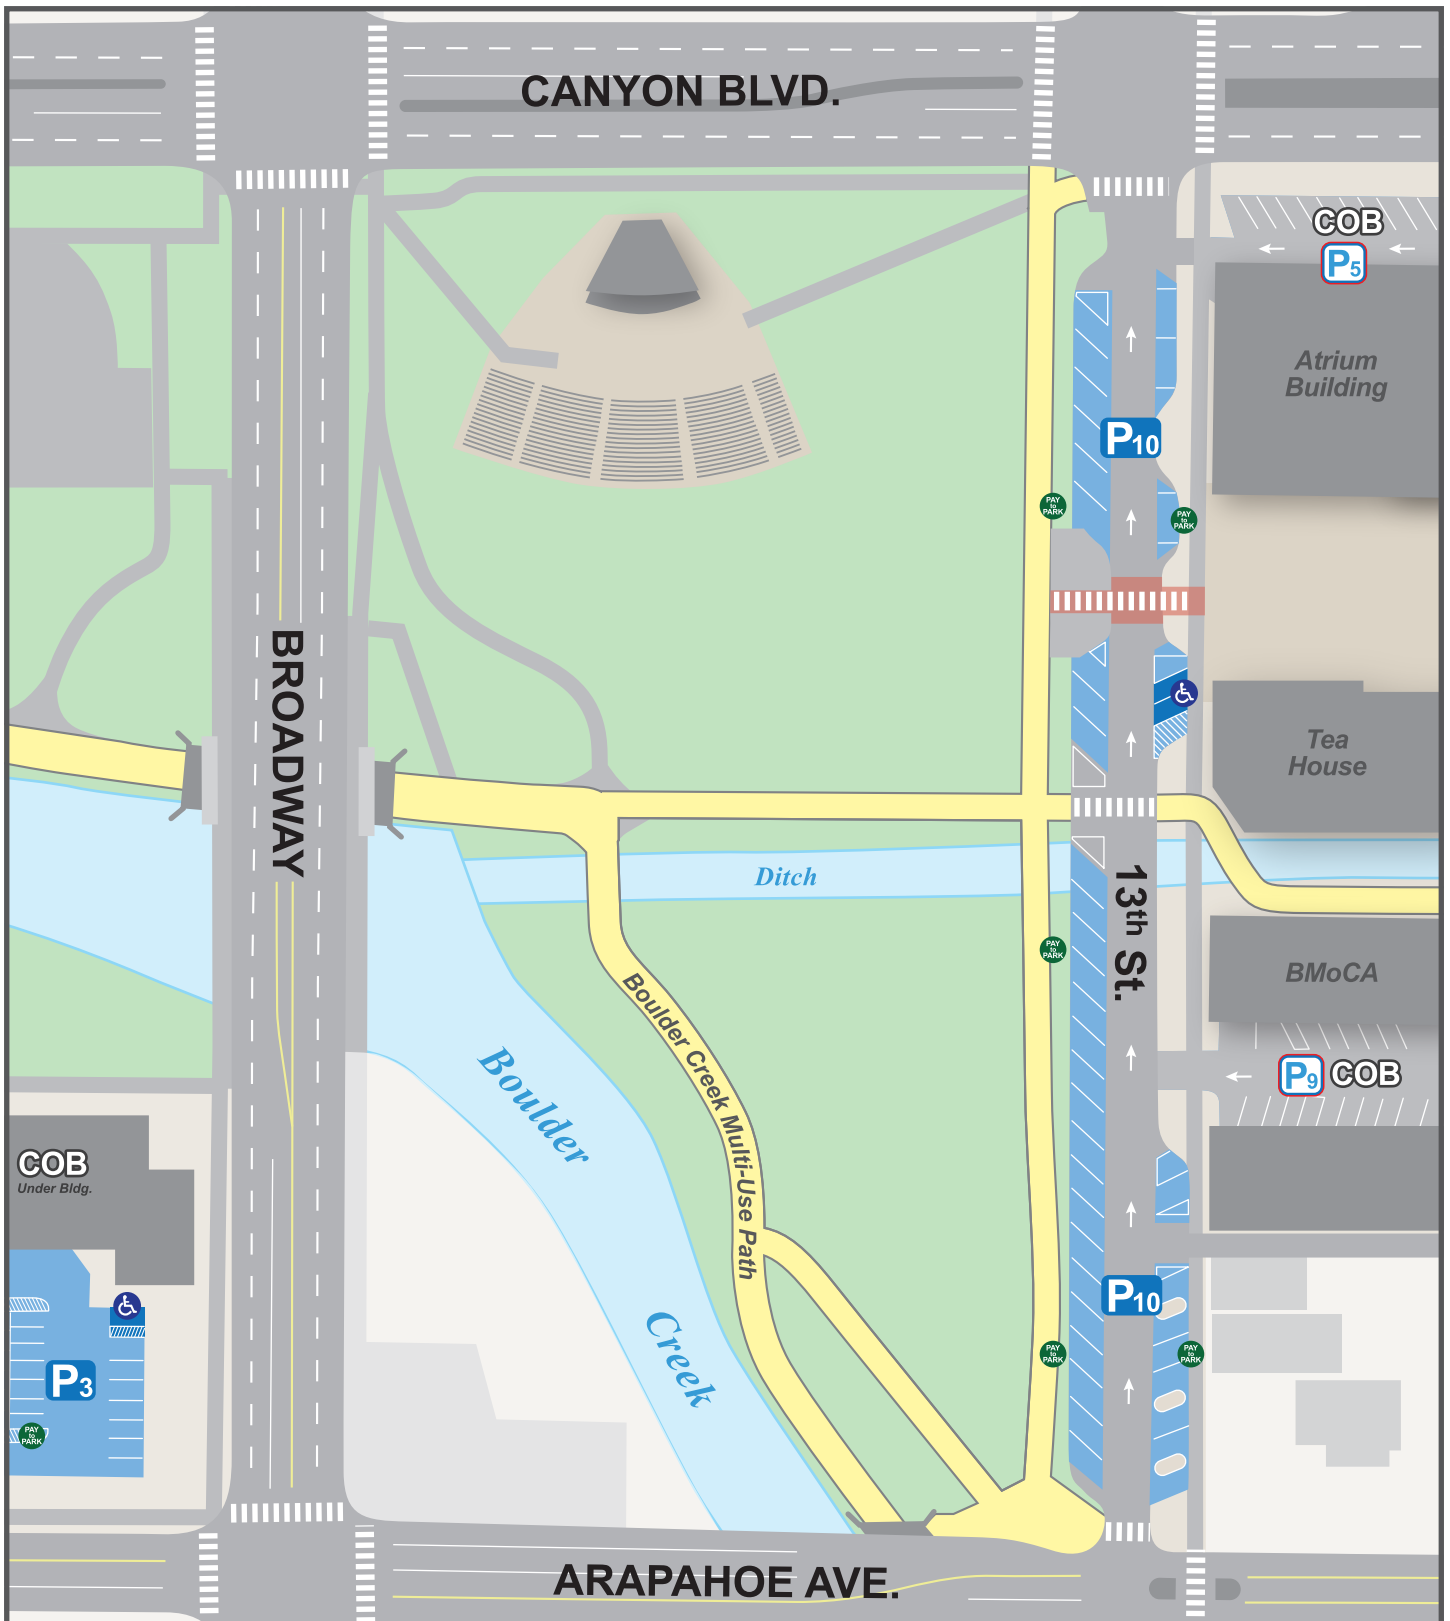 CANYON BLVD.
COB
P5
Atrium
Building
P10
PAY
to
PARK
PAY
to
PARK
BROADWAY
Tea
House
Ditch
13th St.
PAY
to
PARK
BMoCA
Boulder Creek Multi-Use Path
Boulder
Creek
P9 COB
COB
Under Bldg.
P10
P3
PAY
to
PARK
PAY
to
PARK
PAY
to
PARK
ARAPAHOE AVE.